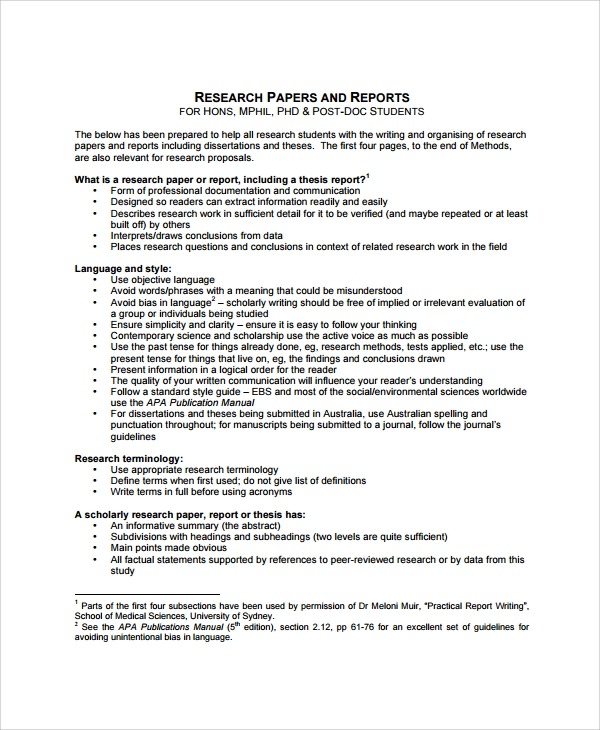 RESEARCH PAPERS AND REPORTS
FOR HONS, MPHIL, PHD & POST-DOC STUDENTS
The below has been prepared to help all research students with the writing and organising of research
papers and reports including dissertations and theses.  The first four pages, to the end of Methods,
are also relevant for research proposals.
What is a research paper or report, including a thesis report?1
• Form of professional documentation and communication
• Designed so readers can extract information readily and easily
• Describes research work in sufficient detail for it to be verified (and maybe repeated or at least
built off) by others
• Interprets/draws conclusions from data
• Places research questions and conclusions in context of related research work in the field
Language and style:
• Use objective language
• Avoid words/phrases with a meaning that could be misunderstood
• Avoid bias in language2 – scholarly writing should be free of implied or irrelevant evaluation of
a group or individuals being studied
• Ensure simplicity and clarity – ensure it is easy to follow your thinking
• Contemporary science and scholarship use the active voice as much as possible
• Use the past tense for things already done, eg, research methods, tests applied, etc.; use the
present tense for things that live on, eg, the findings and conclusions drawn
• Present information in a logical order for the reader
• The quality of your written communication will influence your reader's understanding
• Follow a standard style guide – EBS and most of the social/environmental sciences worldwide
use the APA Publication Manual
• For dissertations and theses being submitted in Australia, use Australian spelling and
punctuation throughout; for manuscripts being submitted to a journal, follow the journal's
guidelines
Research terminology:
• Use appropriate research terminology
• Define terms when first used; do not give list of definitions
• Write terms in full before using acronyms
A scholarly research paper, report or thesis has:
• An informative summary (the abstract)
• Subdivisions with headings and subheadings (two levels are quite sufficient)
• Main points made obvious
• All factual statements supported by references to peer-reviewed research or by data from this
study
1 Parts of the first four subsections have been used by permission of Dr Meloni Muir, "Practical Report Writing",
School of Medical Sciences, University of Sydney.
2 See the APA Publications Manual (5th edition), section 2.12, pp 61-76 for an excellent set of guidelines for
avoiding unintentional bias in language.